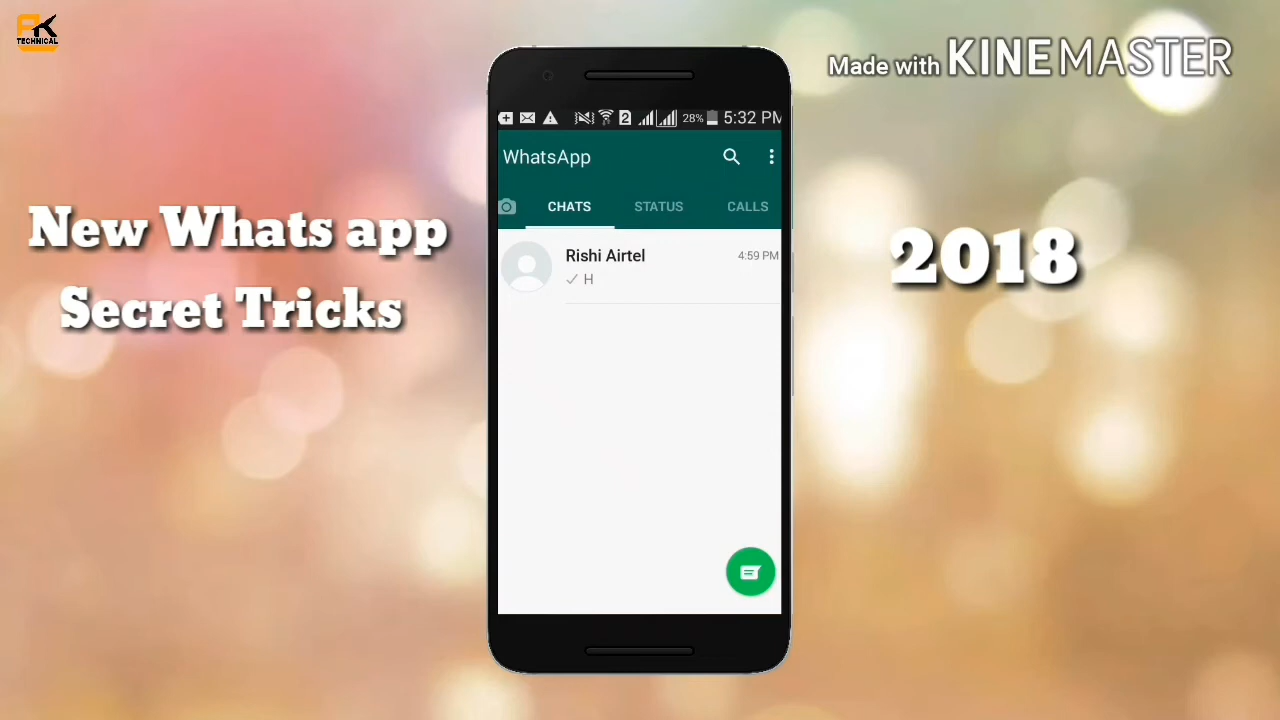 RK
TECHNICAL
Made with KINEMASTER
2 28% 5:32 PM
WhatsApp
CHATS STATUS CALLS
Rishi Airtel 4:59 PM
H
New Whats app
Secret Tricks
2018